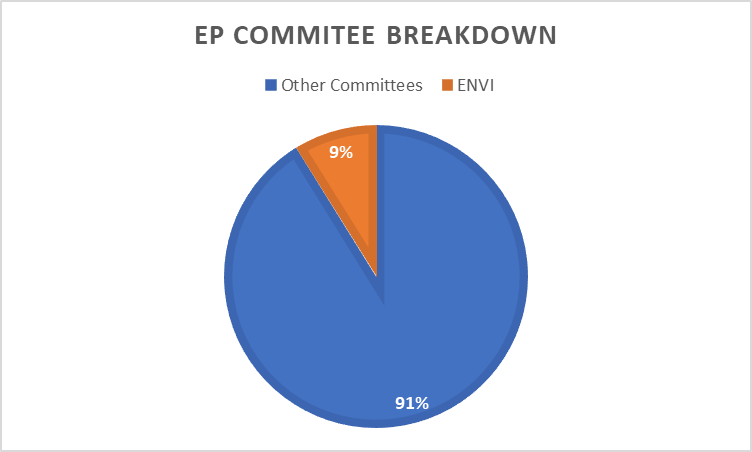 EP COMMITEE BREAKDOWN
Other Committees ENVI
9%
91%